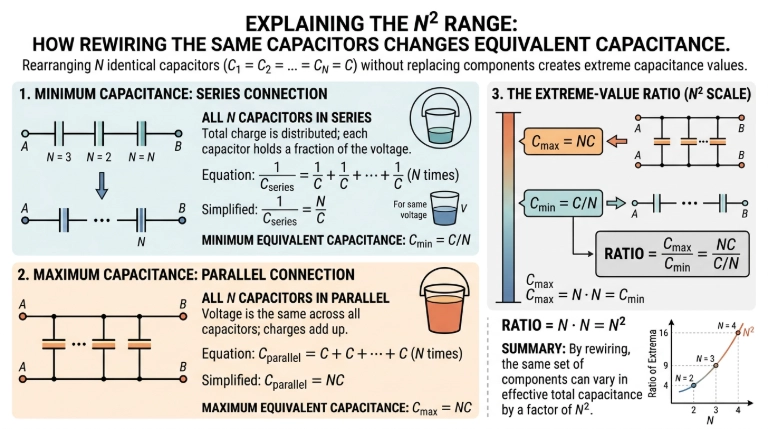 EXPLAINING THE N² RANGE:
HOW REWIRING THE SAME CAPACITORS CHANGES EQUIVALENT CAPACITANCE.
Rearranging N identical capacitors (C₁ = C₂ = ... = C_N = C) without replacing components creates extreme capacitance values.
1. MINIMUM CAPACITANCE: SERIES CONNECTION
A
B
N = 3
N = 2
N = N
A
...
B
N
ALL N CAPACITORS IN SERIES
Total charge is distributed; each
capacitor holds a fraction of the voltage.
Equation: 1/C_series = 1/C + 1/C + ⋯ + 1/C (N times)
Simplified: 1/C_series = N/C
For same
voltage
V
MINIMUM EQUIVALENT CAPACITANCE: C_min = C/N
2. MAXIMUM CAPACITANCE: PARALLEL CONNECTION
A
B
...
A
B
ALL N CAPACITORS IN PARALLEL
Voltage is the same across all
capacitors; charges add up.
Equation: C_parallel = C + C + ⋯ + C (N times)
Simplified: C_parallel = NC
MAXIMUM EQUIVALENT CAPACITANCE: C_max = NC
3. THE EXTREME-VALUE RATIO (N² SCALE)
C_max = NC
A
B
...
A
B
C_min = C/N
A
...
B
RATIO = C_max/C_min = NC/C/N
C_max
C_max = N · N = C_min
RATIO = N · N = N²
SUMMARY: By rewiring,
the same set of
components can vary in
effective total capacitance
by a factor of N².
Ratio of Extrema
16
9
4
N = 2
N = 3
N = 4
N²
2
3
4
N